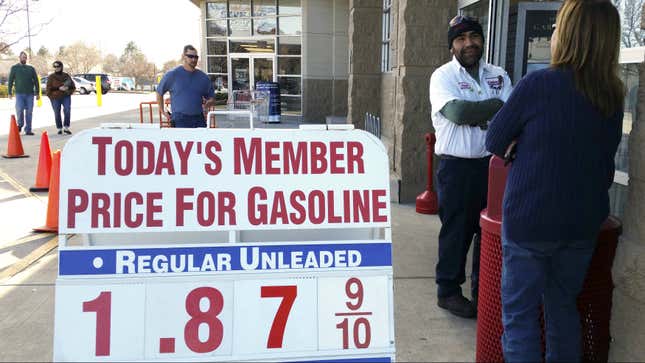 TODAY'S MEMBER
PRICE FOR GASOLINE
• REGULAR UNLEADED
1.87 9/10